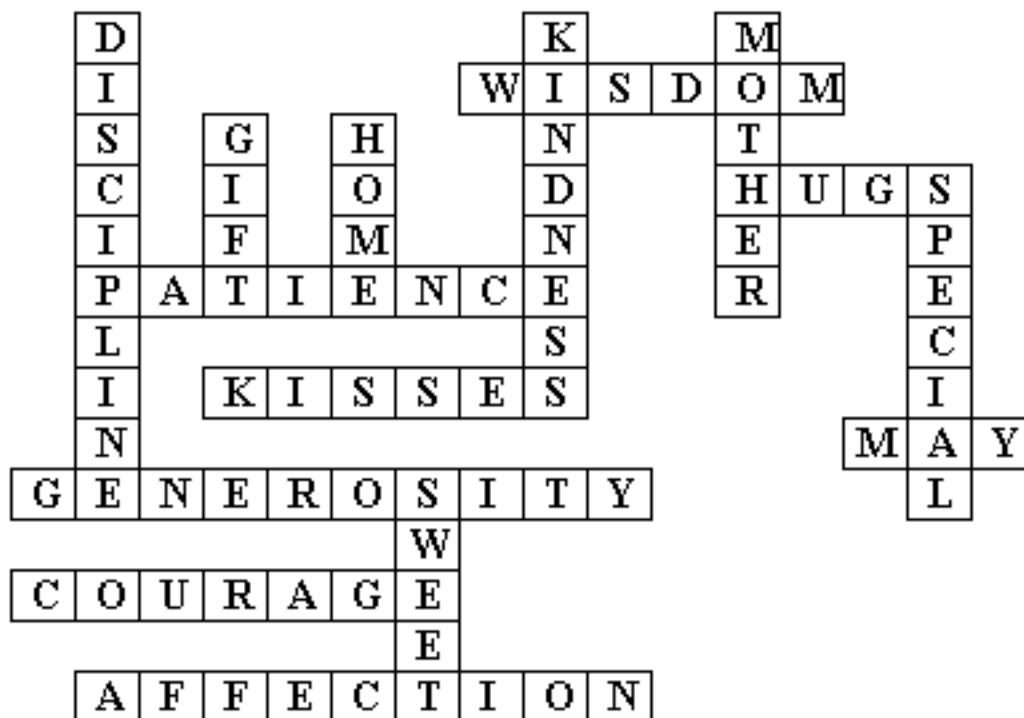 DISCIPLINE
KINDNESS
MOTHER
WISDOM
GIFT
HOME
HUGS
SPECIAL
PATIENCE
KISSES
MAY
GENEROSITY
SWEET
COURAGE
AFFECTION